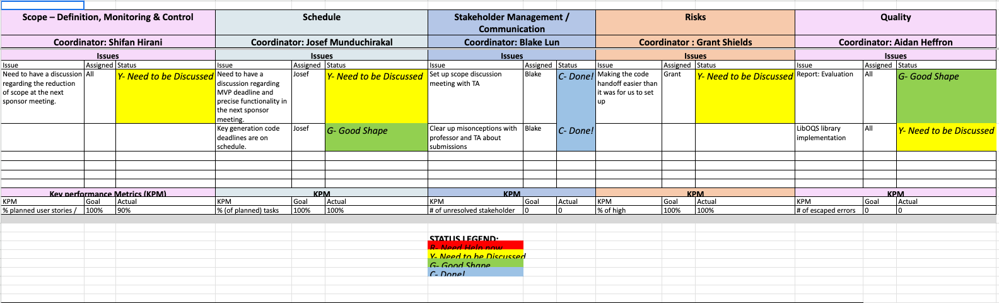 Scope – Definition, Monitoring & Control
Schedule
Stakeholder Management /
Communication
Risks
Quality
Coordinator: Shifan Hirani
Coordinator: Josef Munduchirakal
Coordinator: Blake Lun
Coordinator : Grant Shields
Coordinator: Aidan Heffron
Issues
Issues
Issues
Issues
Issues
Issue Assigned Status
Issue Assigned Status
Issue Assigned Status
Issue Assigned Status
Issue Assigned Status
Need to have a discussion
regarding the reduction
of scope at the next
sponsor meeting.
All
Y- Need to be Discussed
Need to have a
discussion regarding
MVP deadline and
precise functionality in
the next sponsor
meeting.
Josef
Y- Need to be Discussed
Set up scope discussion
meeting with TA
Blake
C- Done!
Making the code
handoff easier than
it was for us to set
up
Grant
Y- Need to be Discussed
Report: Evaluation
All
G- Good Shape
Key generation code
deadlines are on
schedule.
Josef
G- Good Shape
Clear up misconceptions with
professor and TA about
submissions
Blake
C- Done!
LibOQS library
implementation
All
Y- Need to be Discussed
Key performance Metrics (KPM)
KPM
KPM
KPM
KPM
KPM Goal Actual
KPM Goal Actual
KPM Goal Actual
KPM Goal Actual
KPM Goal Actual
% planned user stories / 100% 90%
% (of planned) tasks 100% 100%
# of unresolved stakeholder 0 0
% of high 100% 100%
# of escaped errors 0 0
STATUS LEGEND:
R- Need Help now
Y- Need to be Discussed
G- Good Shape
C- Done!